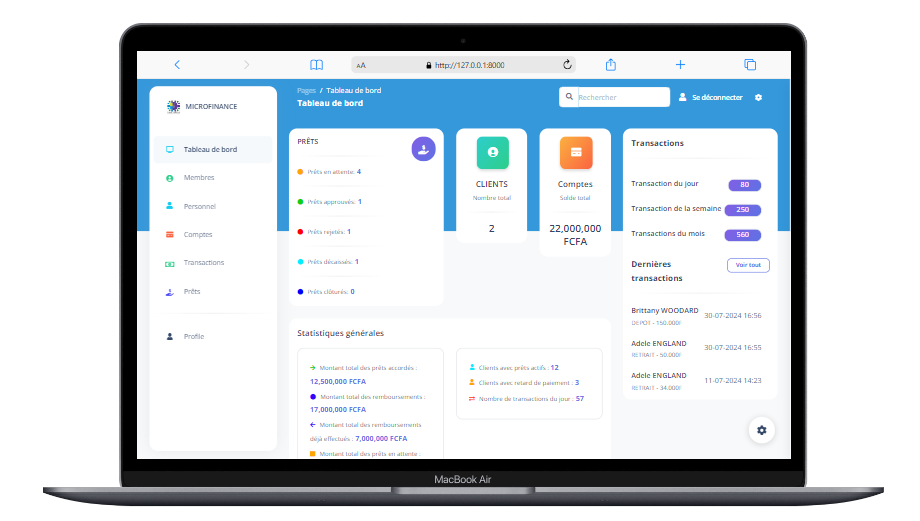 AA
http://127.0.0.1:8000
MICROFINANCE
Tableau de bord
Membres
Personnel
Comptes
Transactions
Prêts
Profile
Pages / Tableau de bord
Tableau de bord
Rechercher
Se déconnecter
PRÊTS
Prêts en attente: 4
Prêts approuvés: 1
Prêts rejetés: 1
Prêts décaissés: 1
Prêts clôturés: 0
CLIENTS
Nombre total
2
Comptes
Solde total
22,000,000
FCFA
Transactions
Transaction du jour 80
Transaction de la semaine 250
Transactions du mois 560
Dernières
transactions
Voir tout
Brittany WOODARD
DEPOT - 150.000F
30-07-2024 16:56
Adele ENGLAND
RETRAIT - 50.000F
30-07-2024 16:55
Adele ENGLAND
RETRAIT - 34.000F
11-07-2024 14:23
Statistiques générales
Montant total des prêts accordés :
12,500,000 FCFA
Montant total des remboursements :
17,000,000 FCFA
Montant total des remboursements
déjà effectués : 7,000,000 FCFA
Montant total des prêts en attente :
Clients avec prêts actifs : 12
Clients avec retard de paiement : 3
Nombre de transactions du jour : 57
MacBook Air